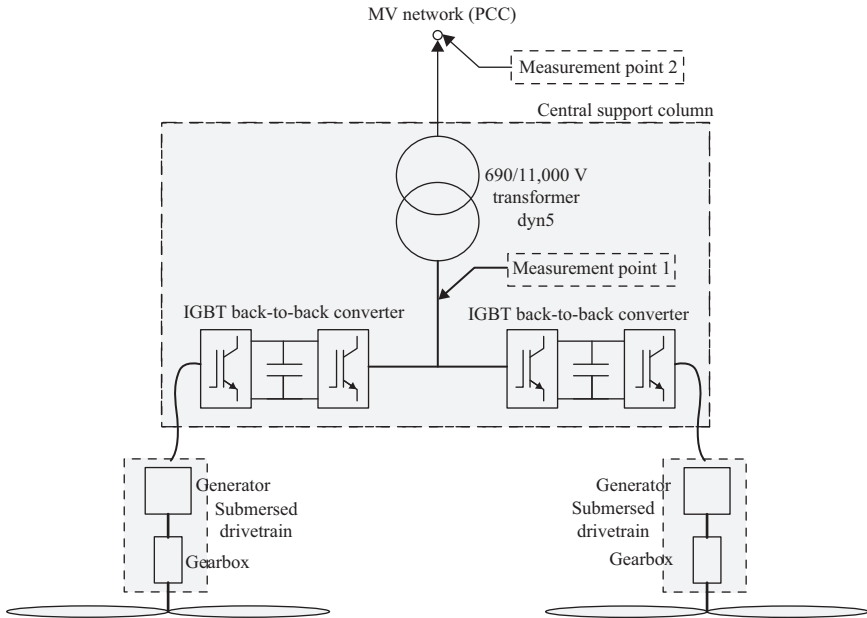 MV network (PCC)
Measurement point 2
Central support column
690/11,000 V
transformer
dyn5
Measurement point 1
IGBT back-to-back converter
IGBT back-to-back converter
Generator
Submersed
drivetrain
Gearbox
Generator
Submersed
drivetrain
Gearbox